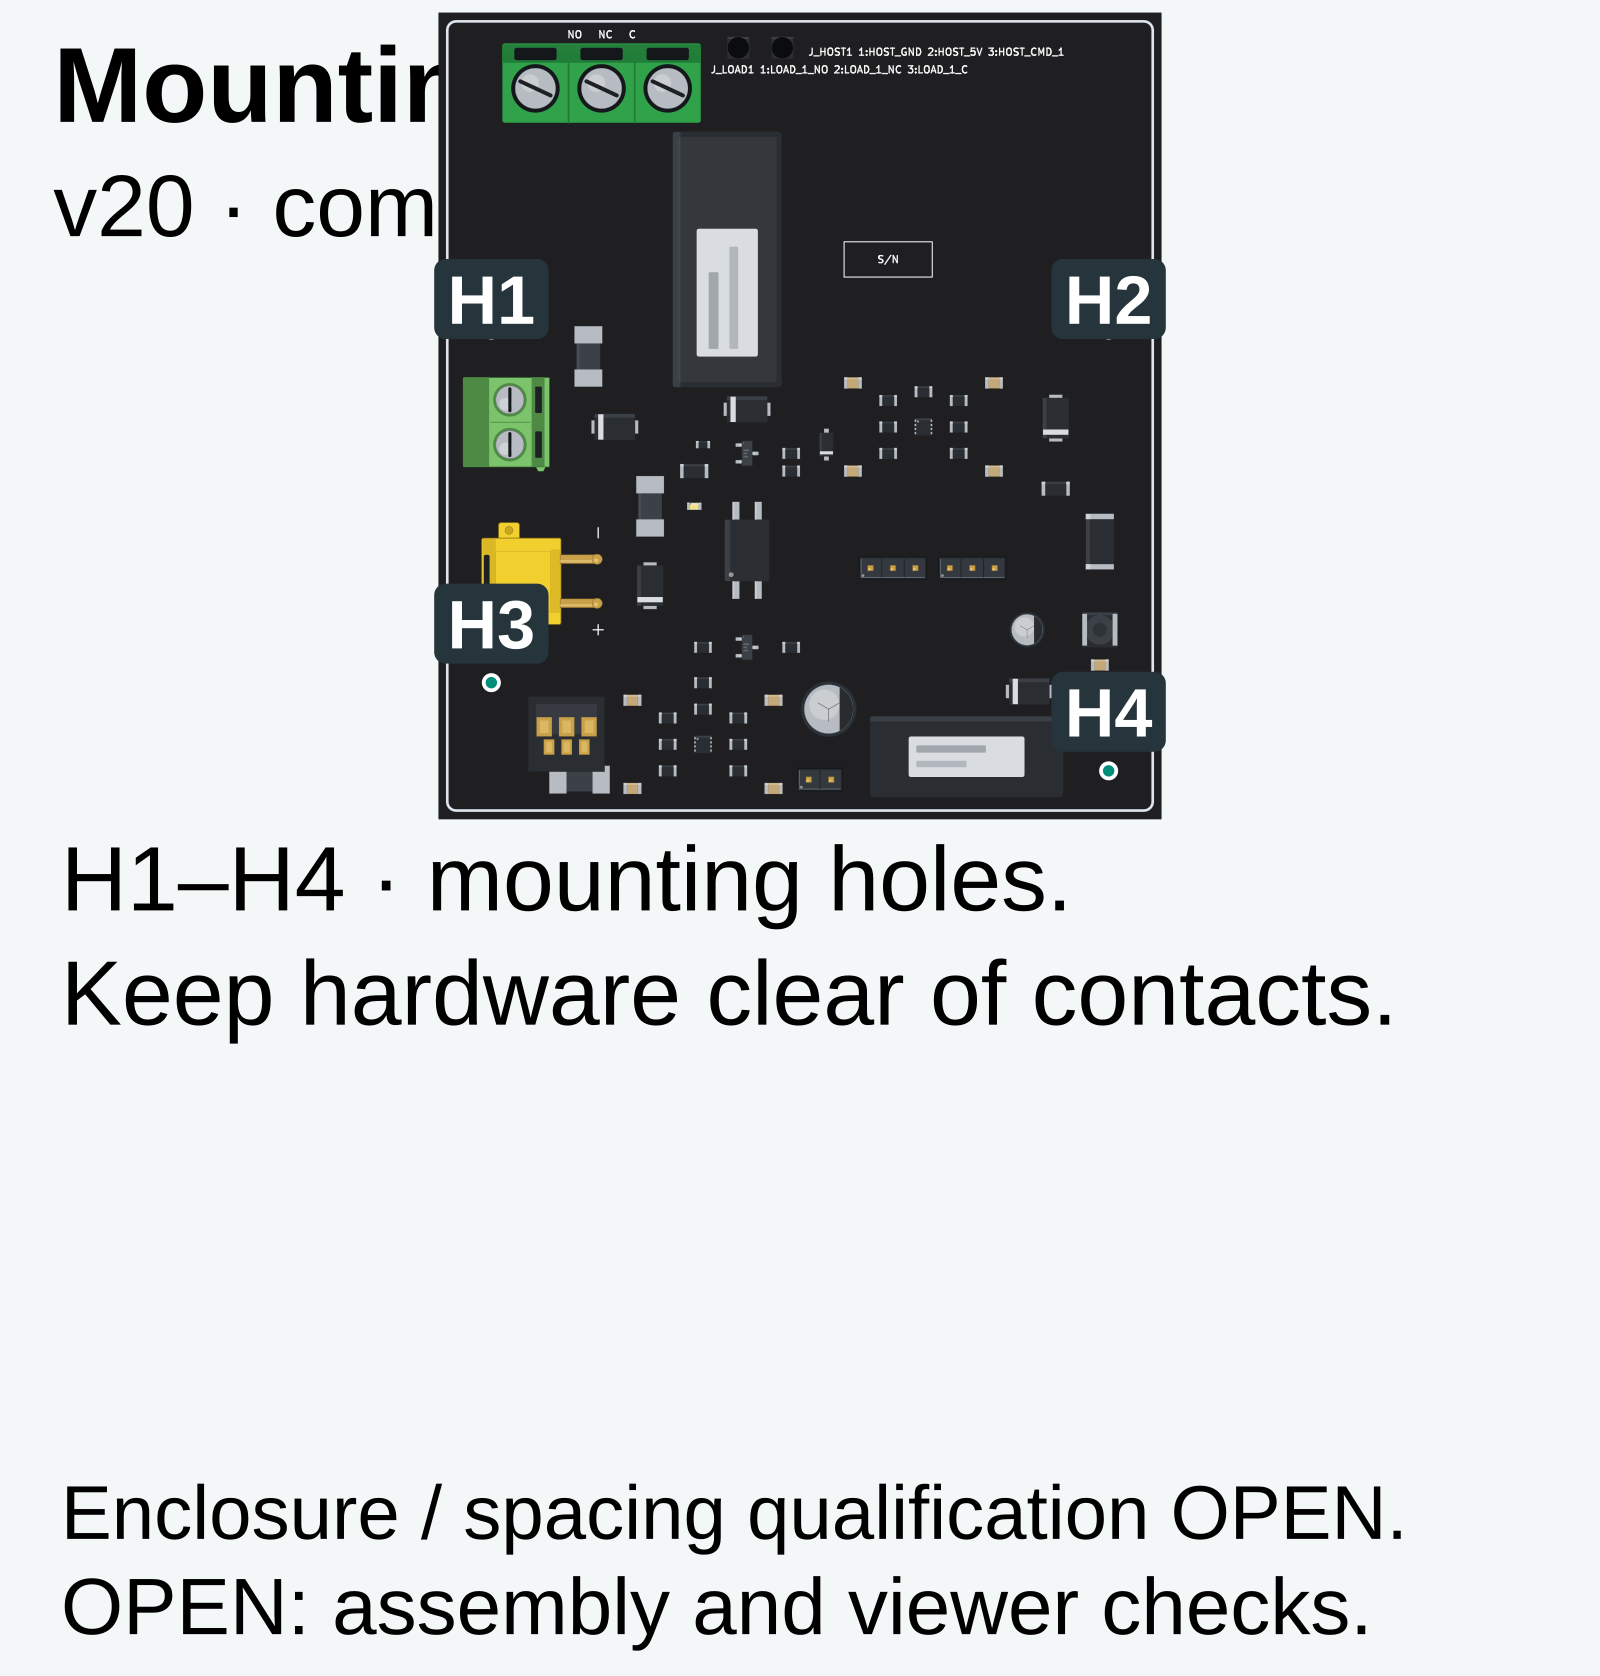 NO NC C
J_HOST1 1:HOST_GND 2:HOST_5V 3:HOST_CMD_1
J_LOAD1 1:LOAD_1_NO 2:LOAD_1_NC 3:LOAD_1_C
v20 · com
S/N
H1
H2
H3
H4
H1–H4 · mounting holes.
Keep hardware clear of contacts.
Enclosure / spacing qualification OPEN.
OPEN: assembly and viewer checks.